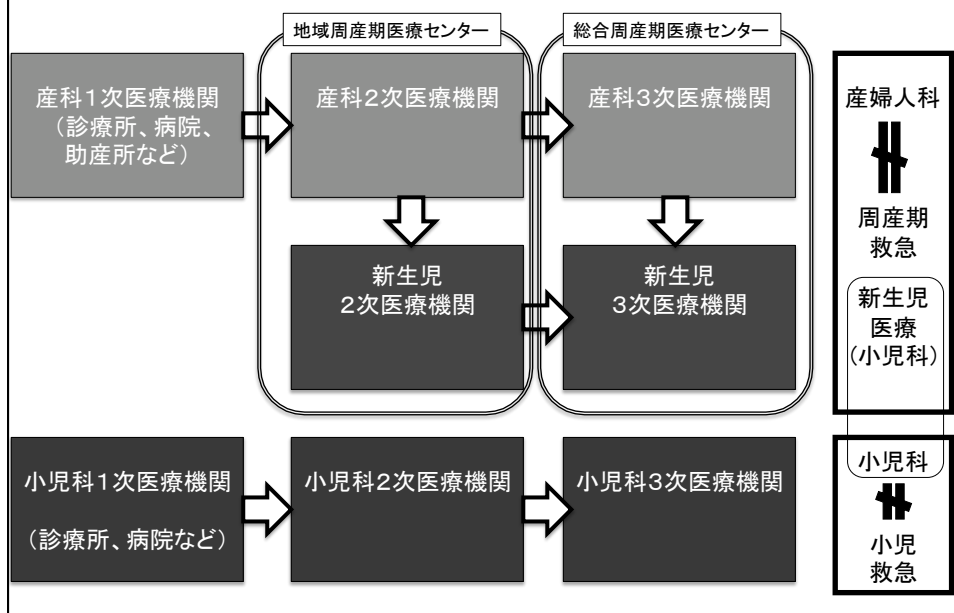 地域周産期医療センター
総合周産期医療センター
産科１次医療機関
（診療所、病院、
助産所など）
産科２次医療機関
産科３次医療機関
新生児
２次医療機関
新生児
３次医療機関
小児科１次医療機関
（診療所、病院など）
小児科２次医療機関
小児科３次医療機関
産婦人科
周産期
救急
新生児
医療
(小児科)
小児科
小児
救急